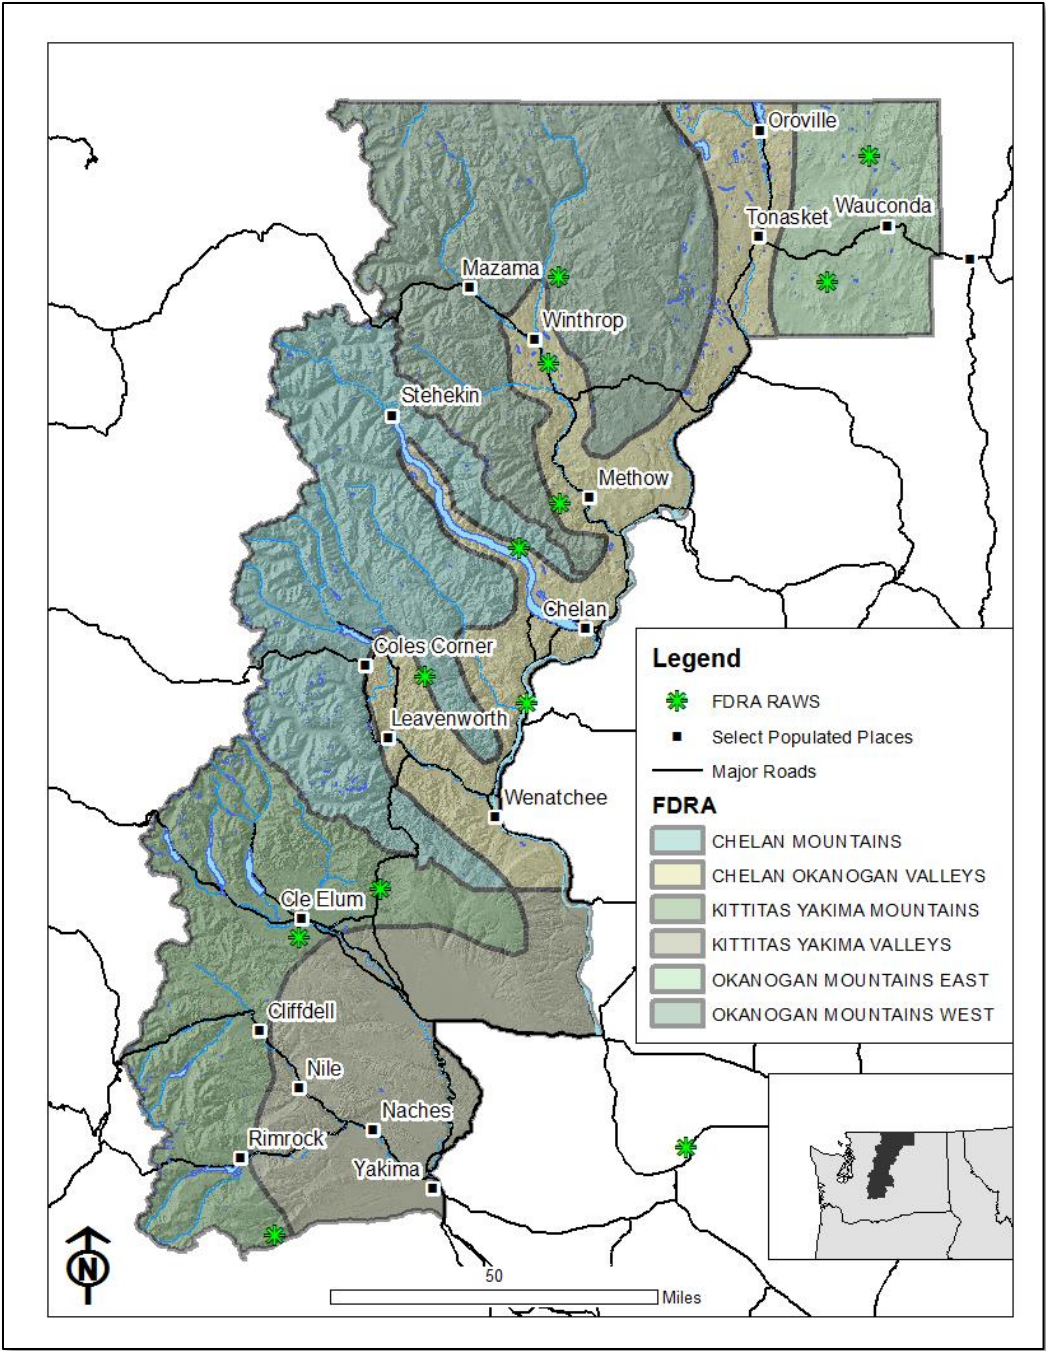 Oroville
Wauconda
Tonasket
Mazama
Winthrop
Stehekin
Methow
Chelan
Coles Corner
Leavenworth
Wenatchee
Cle Elum
Cliffdell
Nile
Naches
Rimrock
Yakima
Legend
FDRA RAWS
Select Populated Places
Major Roads
FDRA
CHELAN MOUNTAINS
CHELAN OKANOGAN VALLEYS
KITTITAS YAKIMA MOUNTAINS
KITTITAS YAKIMA VALLEYS
OKANOGAN MOUNTAINS EAST
OKANOGAN MOUNTAINS WEST
N
50
Miles